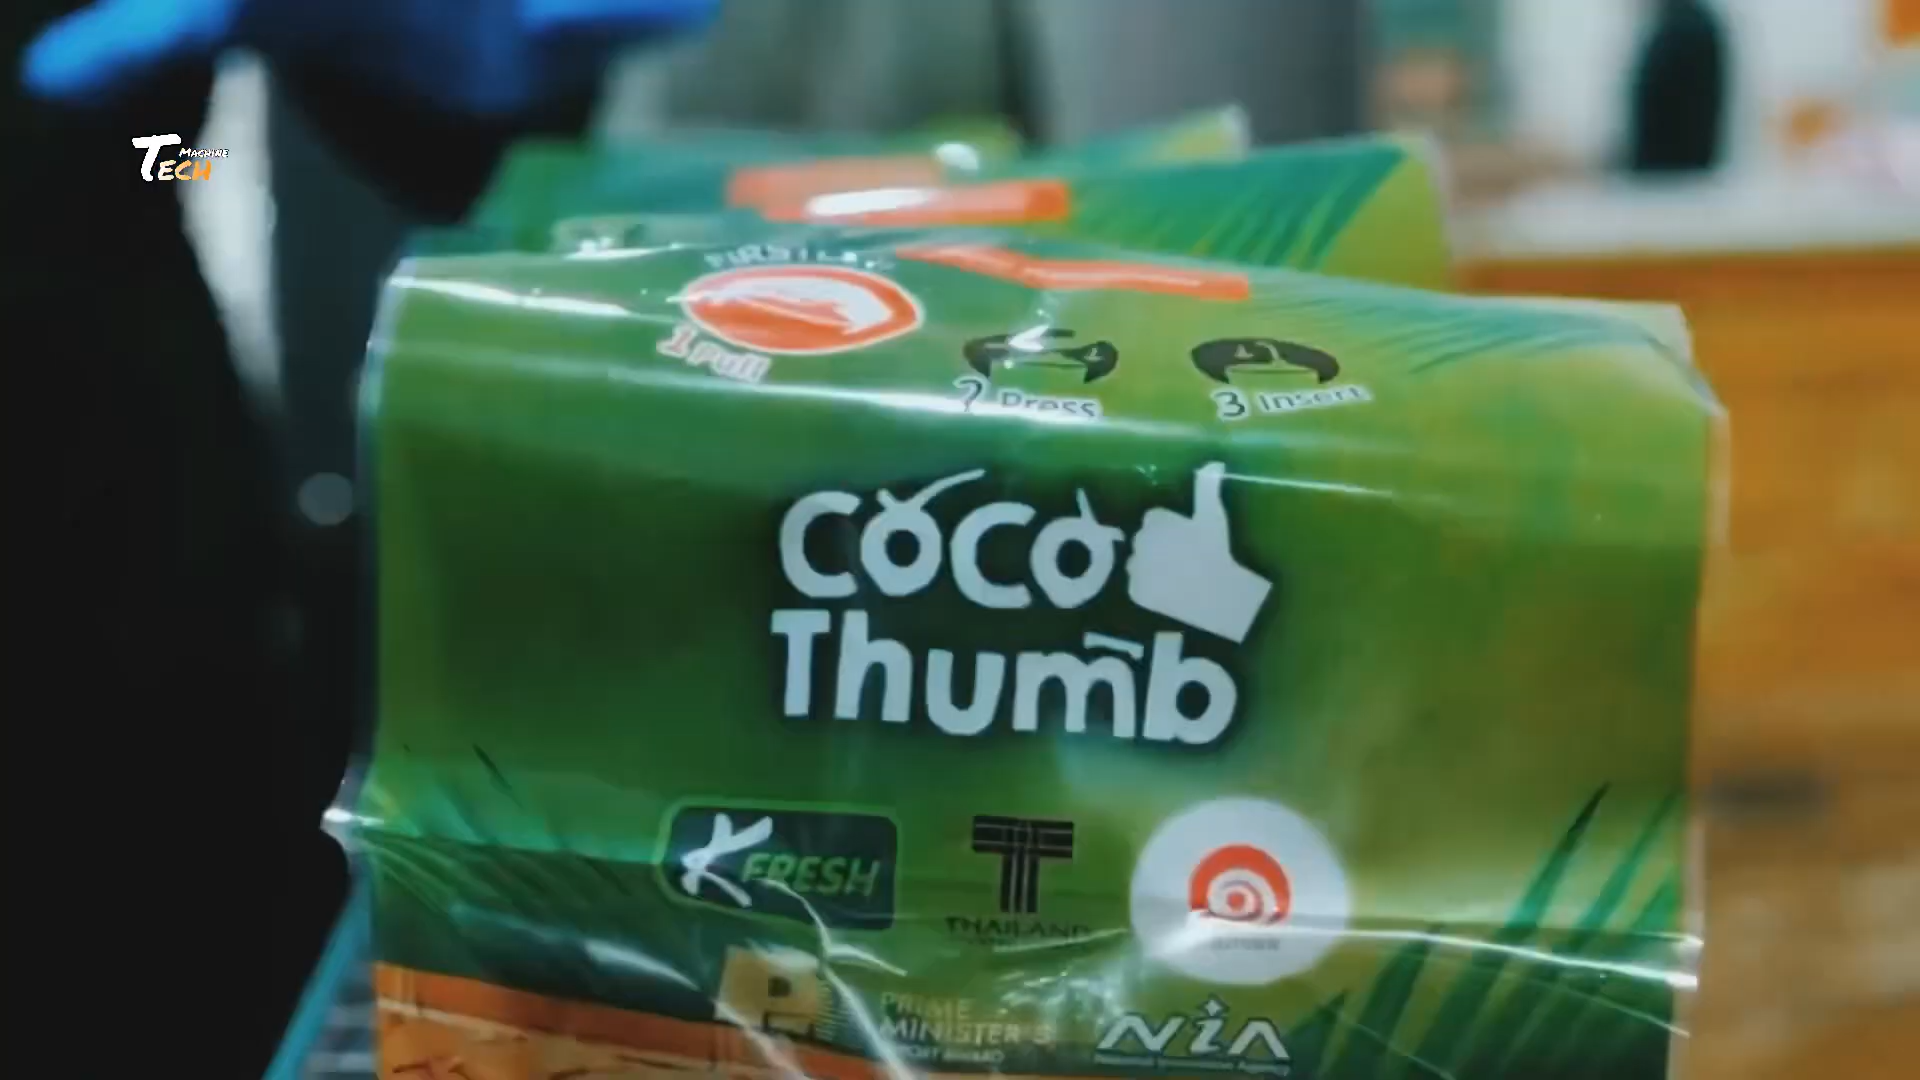 Tech Machine
1 Pull
2 Press
3 Insert
Coco
Thumb
K FRESH
THAILAND
PRIME
MINISTER'S
NiA